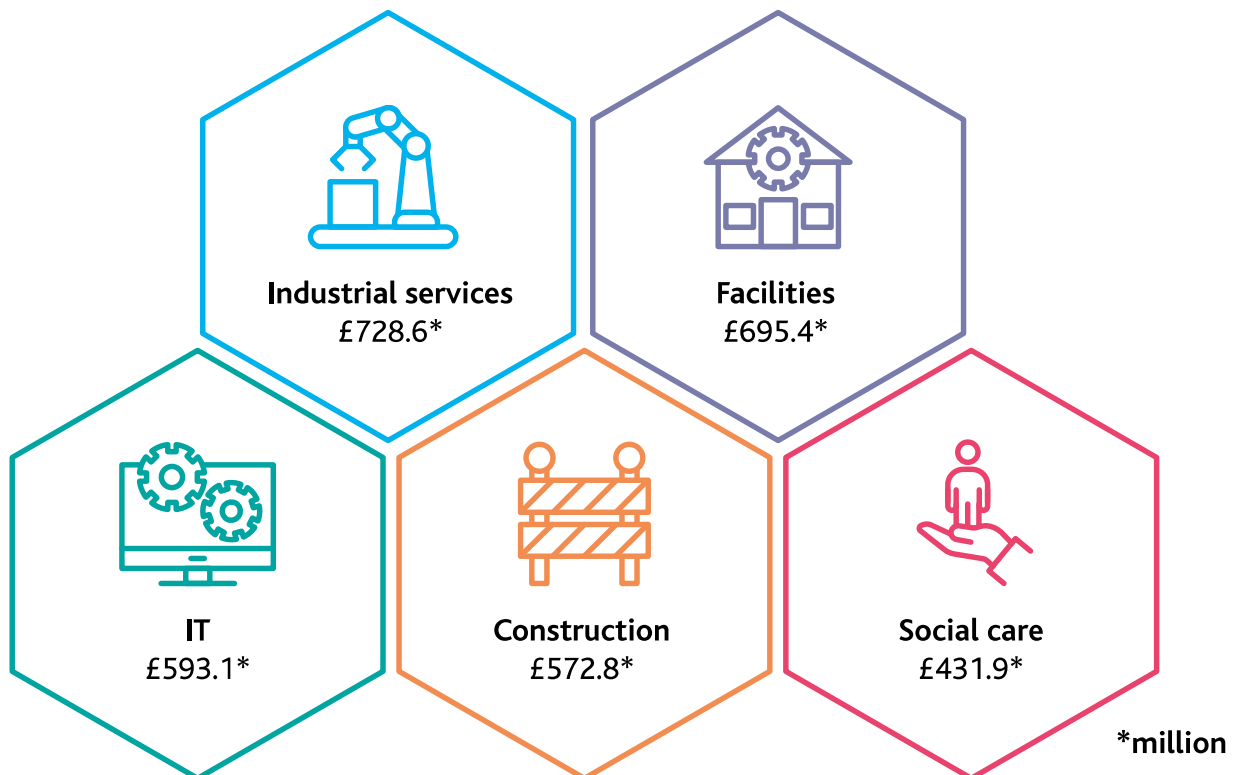 Industrial services
£728.6*
Facilities
£695.4*
IT
£593.1*
Construction
£572.8*
Social care
£431.9*
*million